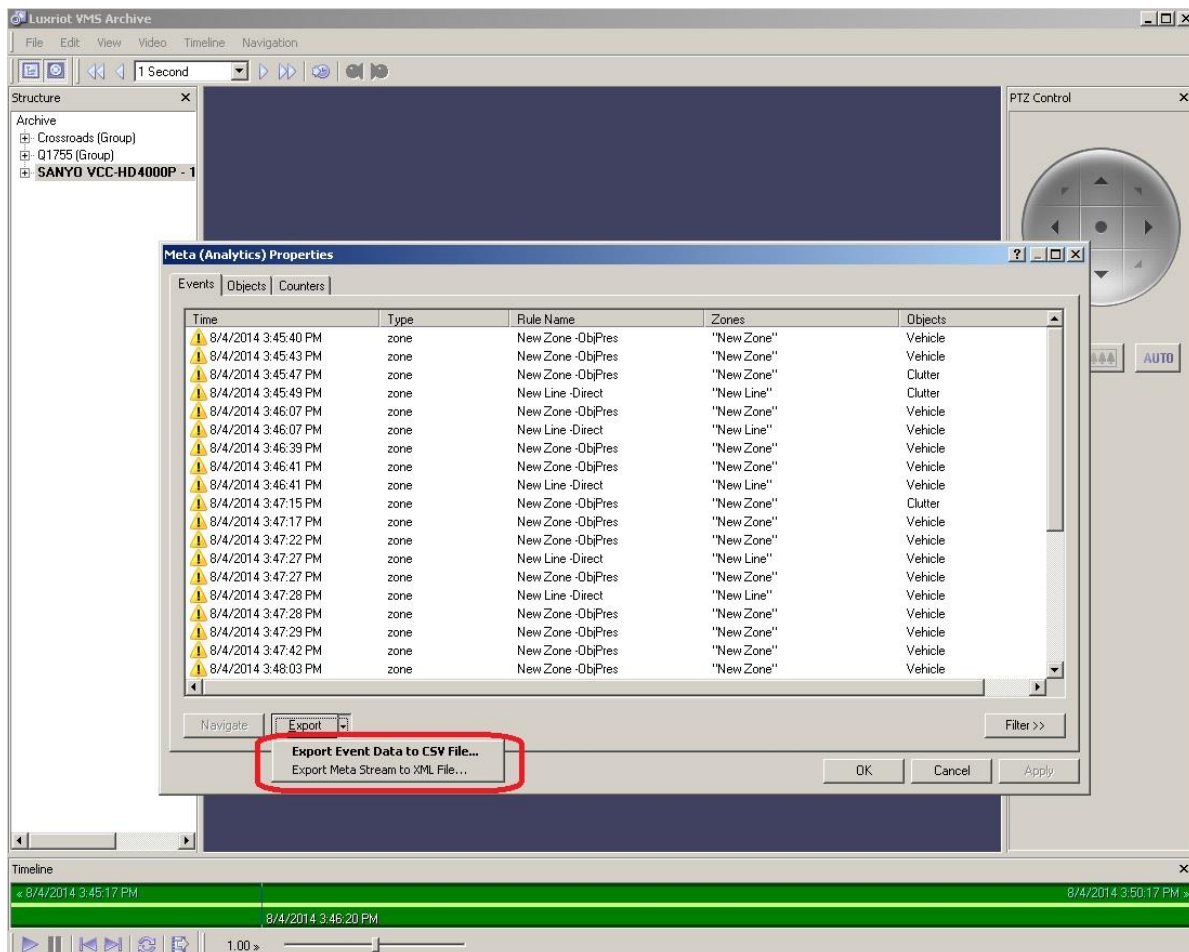 Luxriot VMS Archive
File Edit View Video Timeline Navigation
1 Second
Structure
PTZ Control
Archive
Crossroads (Group)
Q1755 (Group)
SANYO VCC-HD4000P - 1
AUTO
Meta (Analytics) Properties
Events Objects Counters
Time Type Rule Name Zones Objects
8/4/2014 3:45:40 PM zone New Zone -ObjPres "New Zone" Vehicle
8/4/2014 3:45:43 PM zone New Zone -ObjPres "New Zone" Vehicle
8/4/2014 3:45:47 PM zone New Zone -ObjPres "New Zone" Clutter
8/4/2014 3:45:49 PM zone New Line -Direct "New Line" Clutter
8/4/2014 3:46:07 PM zone New Zone -ObjPres "New Zone" Vehicle
8/4/2014 3:46:07 PM zone New Line -Direct "New Line" Vehicle
8/4/2014 3:46:39 PM zone New Zone -ObjPres "New Zone" Vehicle
8/4/2014 3:46:41 PM zone New Zone -ObjPres "New Zone" Vehicle
8/4/2014 3:46:41 PM zone New Line -Direct "New Line" Vehicle
8/4/2014 3:47:15 PM zone New Zone -ObjPres "New Zone" Clutter
8/4/2014 3:47:17 PM zone New Zone -ObjPres "New Zone" Vehicle
8/4/2014 3:47:22 PM zone New Zone -ObjPres "New Zone" Vehicle
8/4/2014 3:47:27 PM zone New Line -Direct "New Line" Vehicle
8/4/2014 3:47:27 PM zone New Zone -ObjPres "New Zone" Vehicle
8/4/2014 3:47:28 PM zone New Line -Direct "New Line" Vehicle
8/4/2014 3:47:28 PM zone New Zone -ObjPres "New Zone" Vehicle
8/4/2014 3:47:29 PM zone New Zone -ObjPres "New Zone" Vehicle
8/4/2014 3:47:42 PM zone New Zone -ObjPres "New Zone" Vehicle
8/4/2014 3:48:03 PM zone New Zone -ObjPres "New Zone" Vehicle
Navigate Export Filter >>
Export Event Data to CSV File...
Export Meta Stream to XML File...
OK Cancel Apply
Timeline
« 8/4/2014 3:45:17 PM 8/4/2014 3:50:17 PM »
8/4/2014 3:46:20 PM
1.00 »